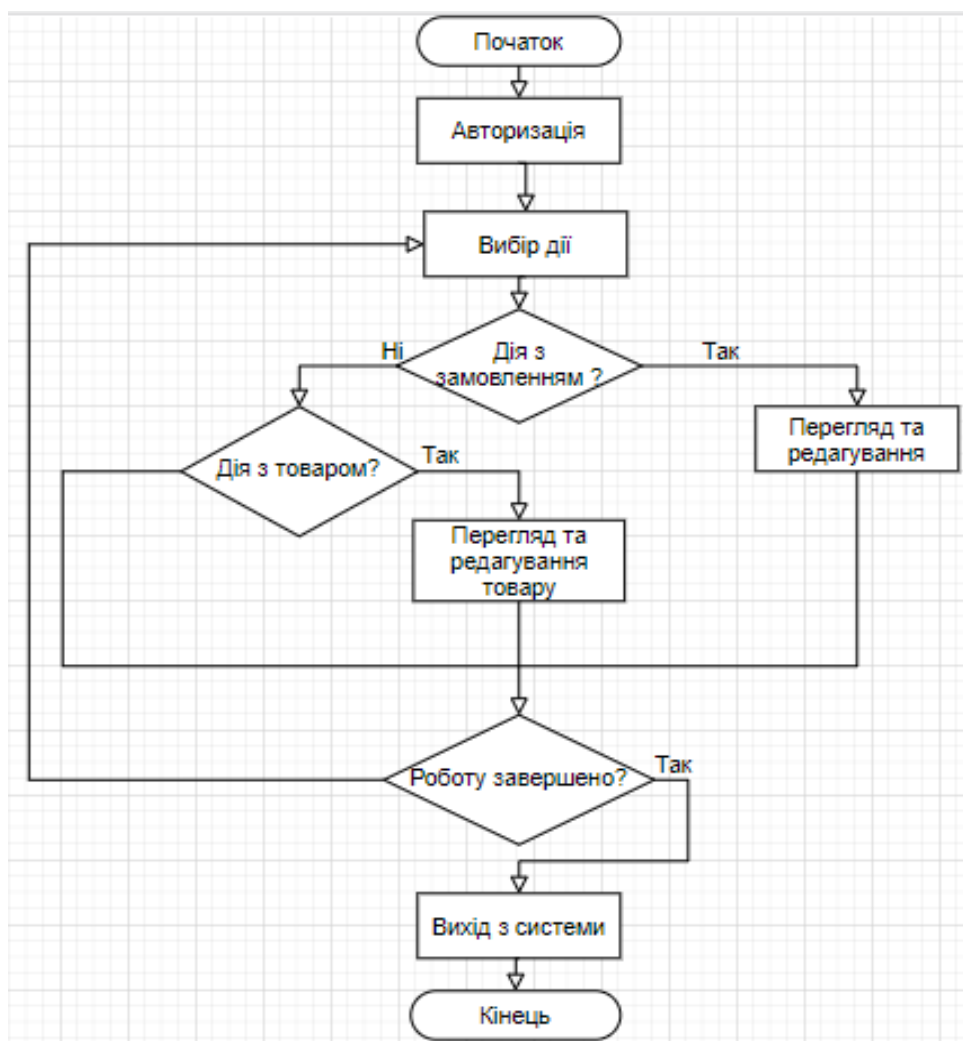 Початок
Авторизація
Вибір дії
Ні
Дія з
замовленням ?
Так
Перегляд та
редагування
Дія з товаром?
Так
Перегляд та
редагування
товару
Роботу завершено?
Так
Вихід з системи
Кінець